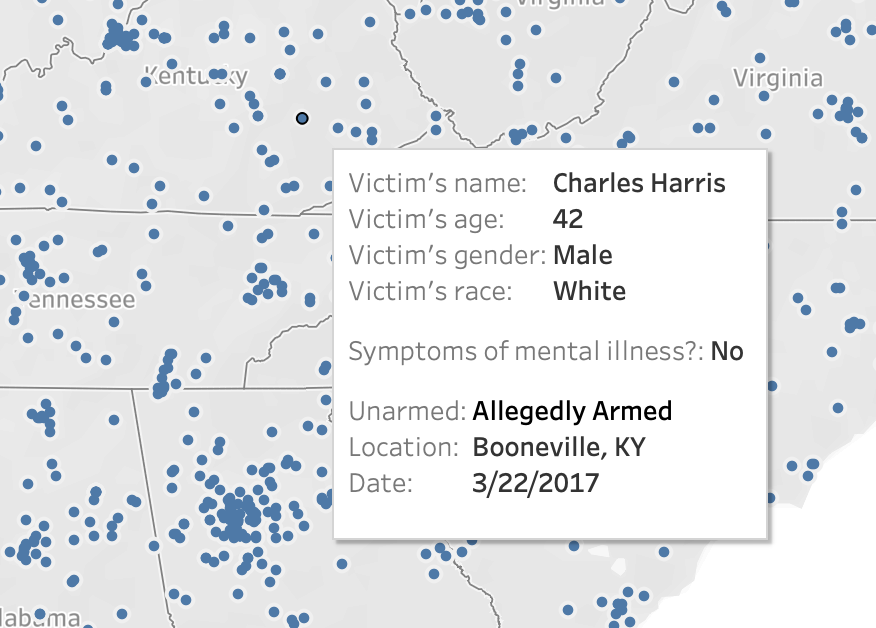 Virginia
Kentucky
Virginia
Victim's name: Charles Harris
Victim's age: 42
Victim's gender: Male
Victim's race: White
Tennessee
Symptoms of mental illness?: No
Unarmed: Allegedly Armed
Location: Booneville, KY
Date: 3/22/2017
labama